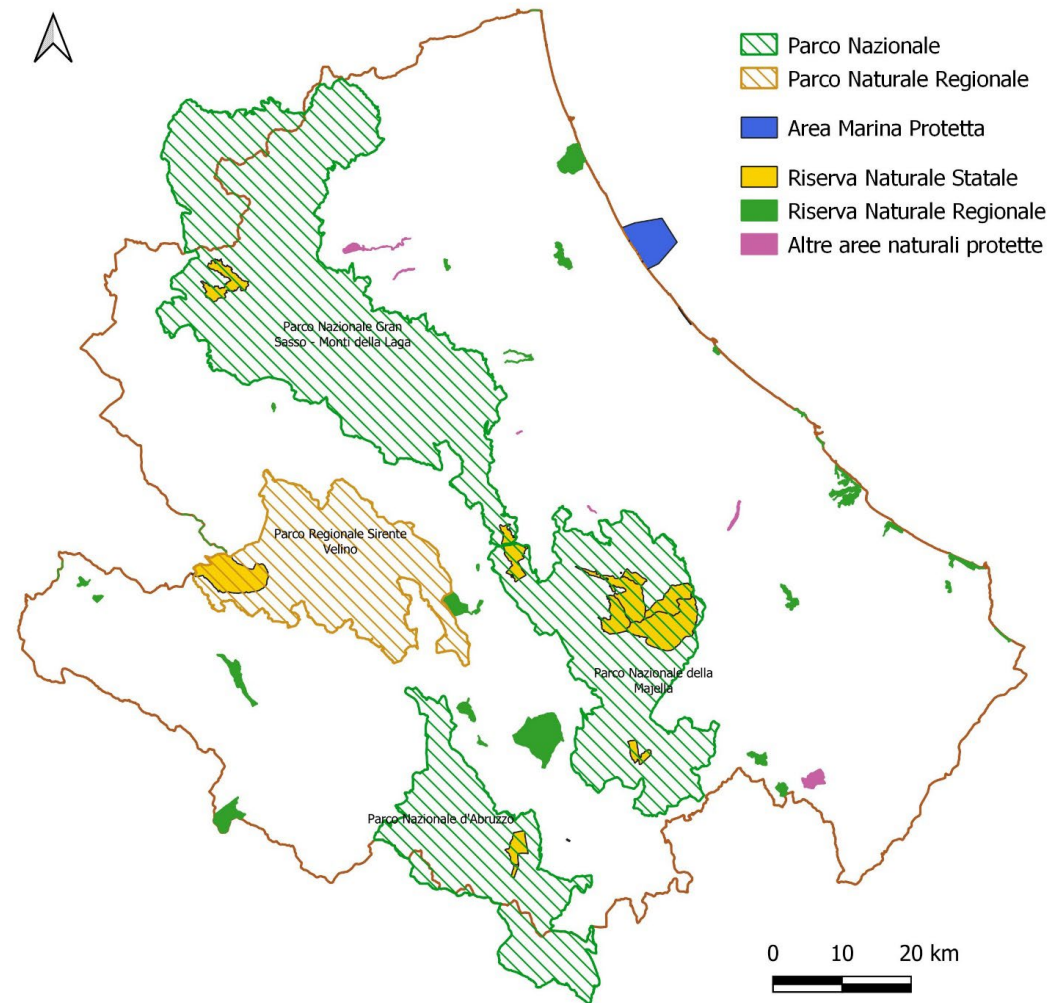 Parco Nazionale
Parco Naturale Regionale
Area Marina Protetta
Riserva Naturale Statale
Riserva Naturale Regionale
Altre aree naturali protette
Parco Nazionale Gran
Sasso - Monti della Laga
Parco Regionale Sirente
Velino
Parco Nazionale della
Majella
Parco Nazionale d'Abruzzo
0 10 20 km